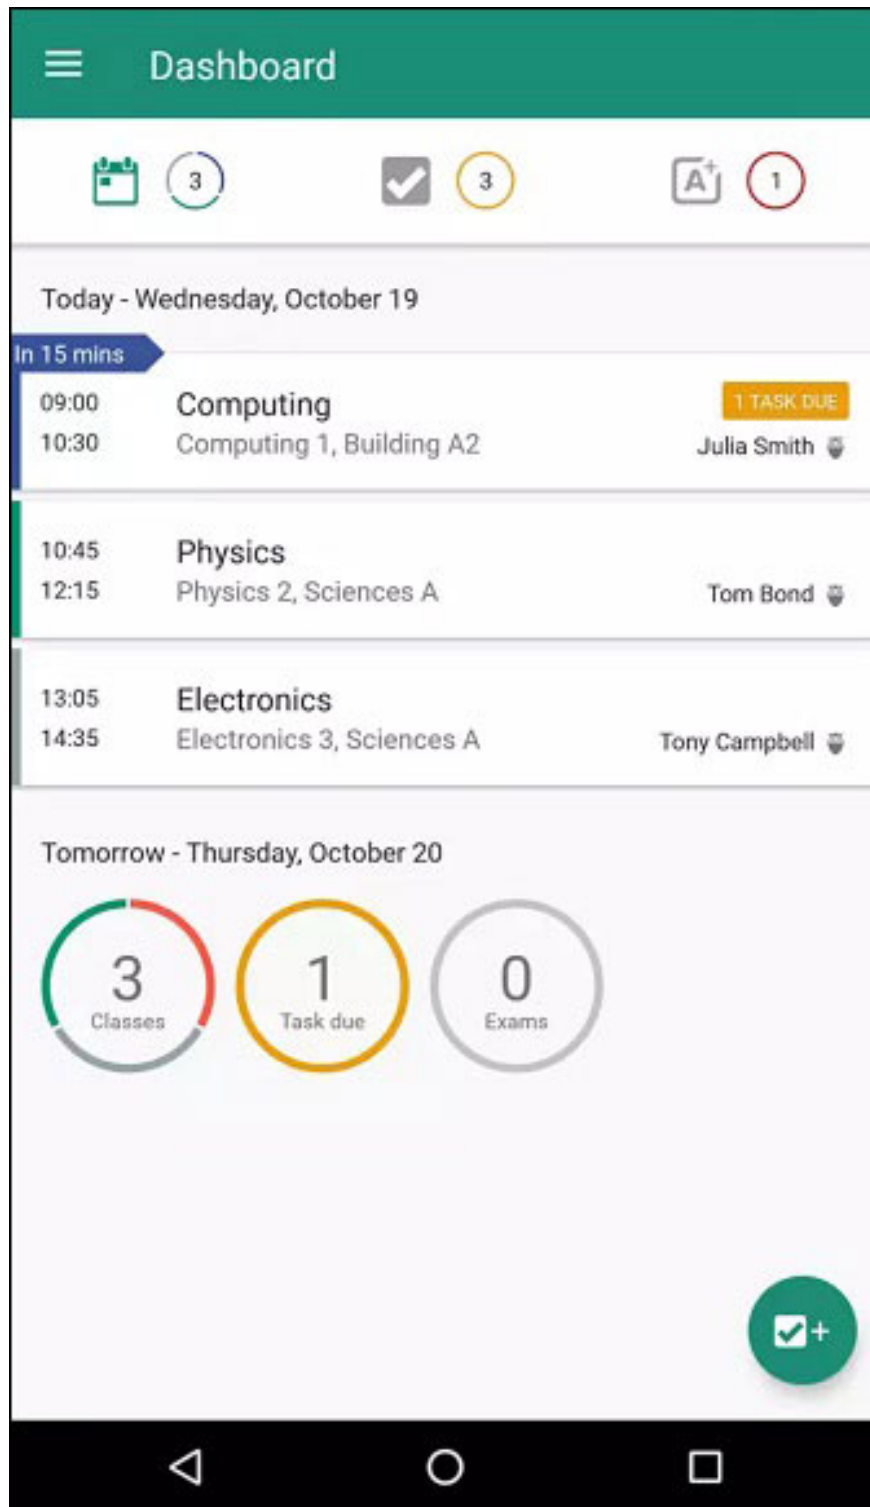 Dashboard
3
3
A+
1
Today - Wednesday, October 19
In 15 mins
09:00 Computing 1 TASK DUE
10:30 Computing 1, Building A2 Julia Smith
10:45 Physics
12:15 Physics 2, Sciences A Tom Bond
13:05 Electronics
14:35 Electronics 3, Sciences A Tony Campbell
Tomorrow - Thursday, October 20
3 1 0
Classes Task due Exams